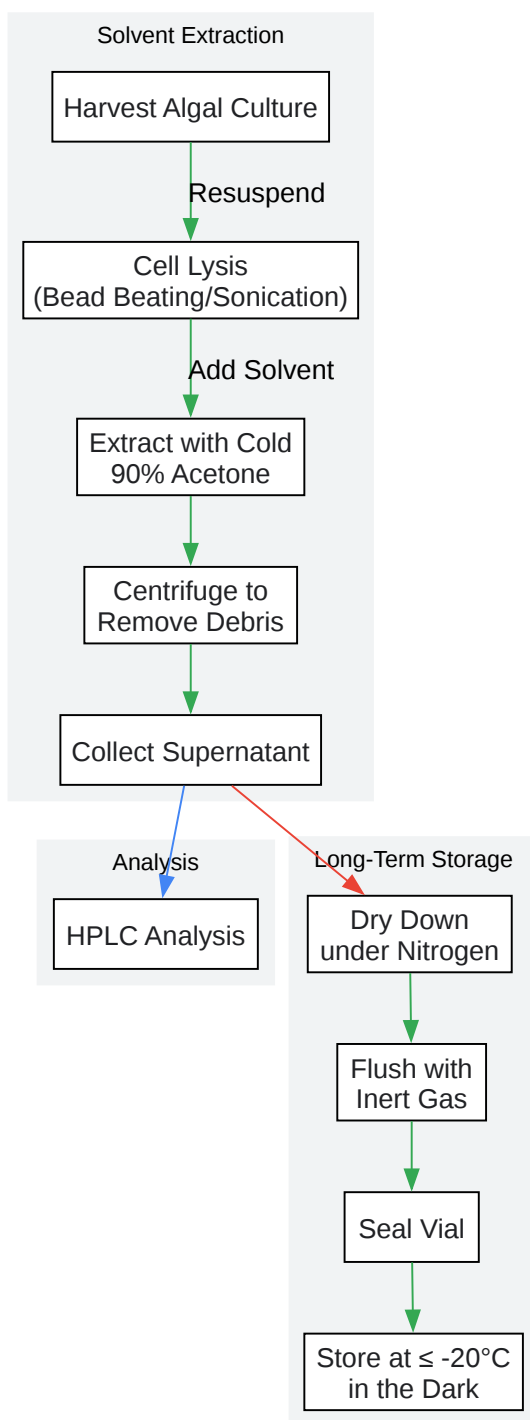 Solvent Extraction
Harvest Algal Culture
Resuspend
Cell Lysis
(Bead Beating/Sonication)
Add Solvent
Extract with Cold
90% Acetone
Centrifuge to
Remove Debris
Collect Supernatant
Analysis
HPLC Analysis
Long-Term Storage
Dry Down
under Nitrogen
Flush with
Inert Gas
Seal Vial
Store at ≤ -20°C
in the Dark